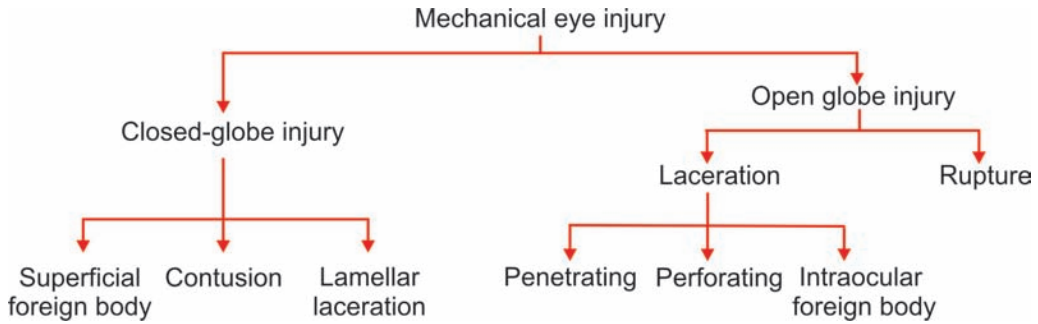 Mechanical eye injury
Open globe injury
Closed-globe injury
Laceration
Rupture
Superficial
foreign body
Contusion
Lamellar
laceration
Penetrating
Perforating
Intraocular
foreign body